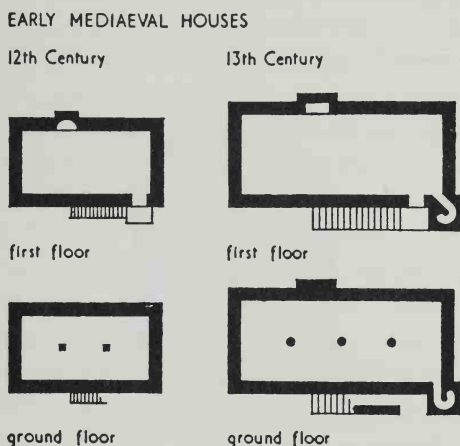 EARLY MEDIAEVAL HOUSES
12th Century
13th Century
first floor
first floor
ground floor
ground floor